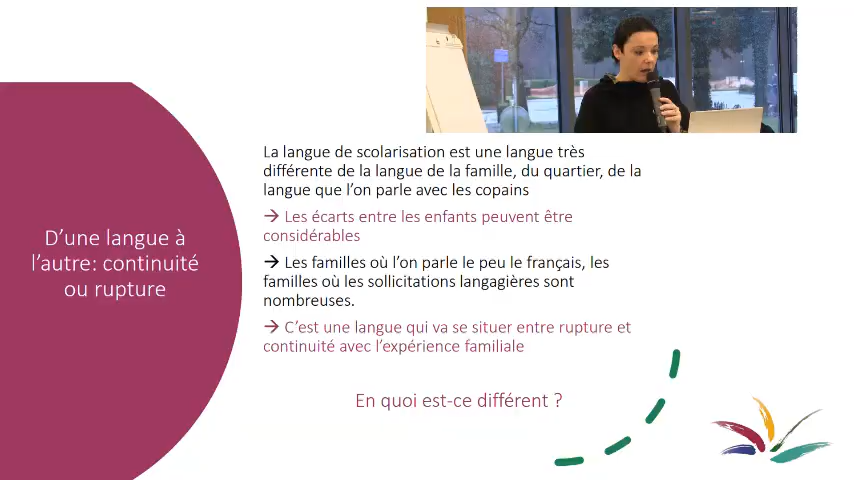 La langue de scolarisation est une langue très
différente de la langue de la famille, du quartier, de la
langue que l'on parle avec les copains
→ Les écarts entre les enfants peuvent être
considérables
→ Les familles où l'on parle le peu le français, les
familles où les sollicitations langagières sont
nombreuses.
→ C'est une langue qui va se situer entre rupture et
continuité avec l'expérience familiale
D'une langue à
l'autre: continuité
ou rupture
En quoi est-ce différent ?